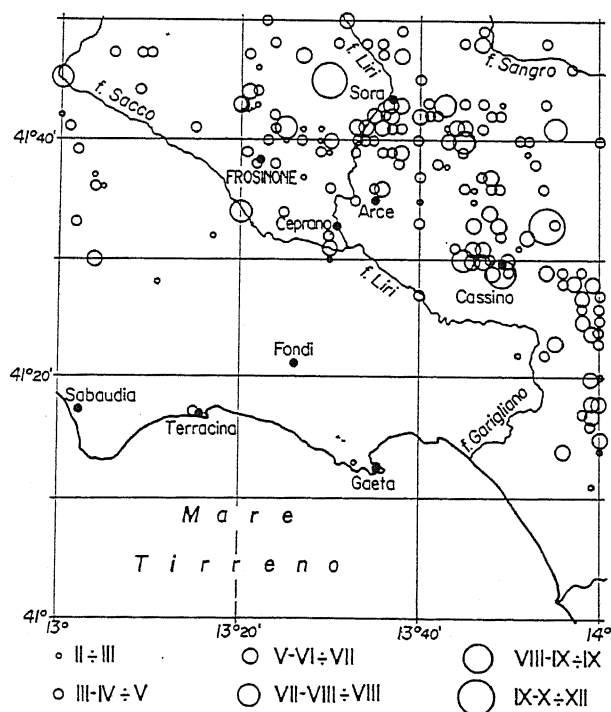 f. Liri
f. Sangro
f. Sacco
Sora
41°40'
FROSINONE
Arce
Ceprano
f. Liri
Cassino
Fondi
41°20'
Sabaudia
Terracina
f. Garigliano
Gaeta
Mare
Tirreno
41°
13°
13°20'
13°40'
14°
II÷III
V-VI÷VII
VIII-IX÷IX
III-IV÷V
VII-VIII÷VIII
IX-X÷XII